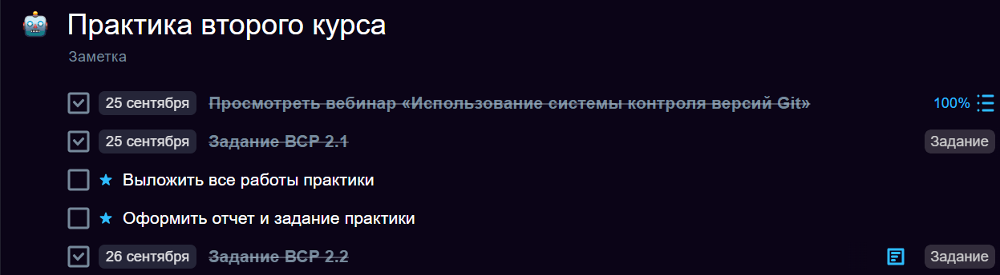 Практика второго курса
Заметка
25 сентября Просмотреть вебинар «Использование системы контроля версий Git» 100%
25 сентября Задание ВСР 2.1 Задание
Выложить все работы практики
Оформить отчет и задание практики
26 сентября Задание ВСР 2.2 Задание